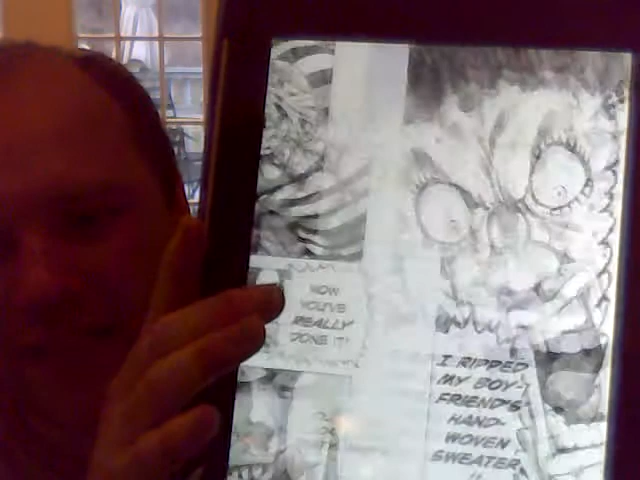 NOW
YOU'VE
REALLY
DONE IT!
I RIPPED
MY BOY-
FRIEND'S
HAND-
WOVEN
SWEATER
!!